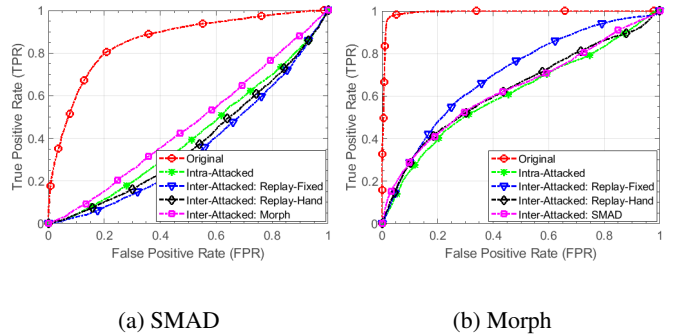 1
0.8
0.6
0.4
0.2
0
True Positive Rate (TPR)
Original
Intra-Attacked
Inter-Attacked: Replay-Fixed
Inter-Attacked: Replay-Hand
Inter-Attacked: Morph
0 0.2 0.4 0.6 0.8 1
False Positive Rate (FPR)
(a) SMAD
1
0.8
0.6
0.4
0.2
0
True Positive Rate (TPR)
Original
Intra-Attacked
Inter-Attacked: Replay-Fixed
Inter-Attacked: Replay-Hand
Inter-Attacked: SMAD
0 0.2 0.4 0.6 0.8 1
False Positive Rate (FPR)
(b) Morph